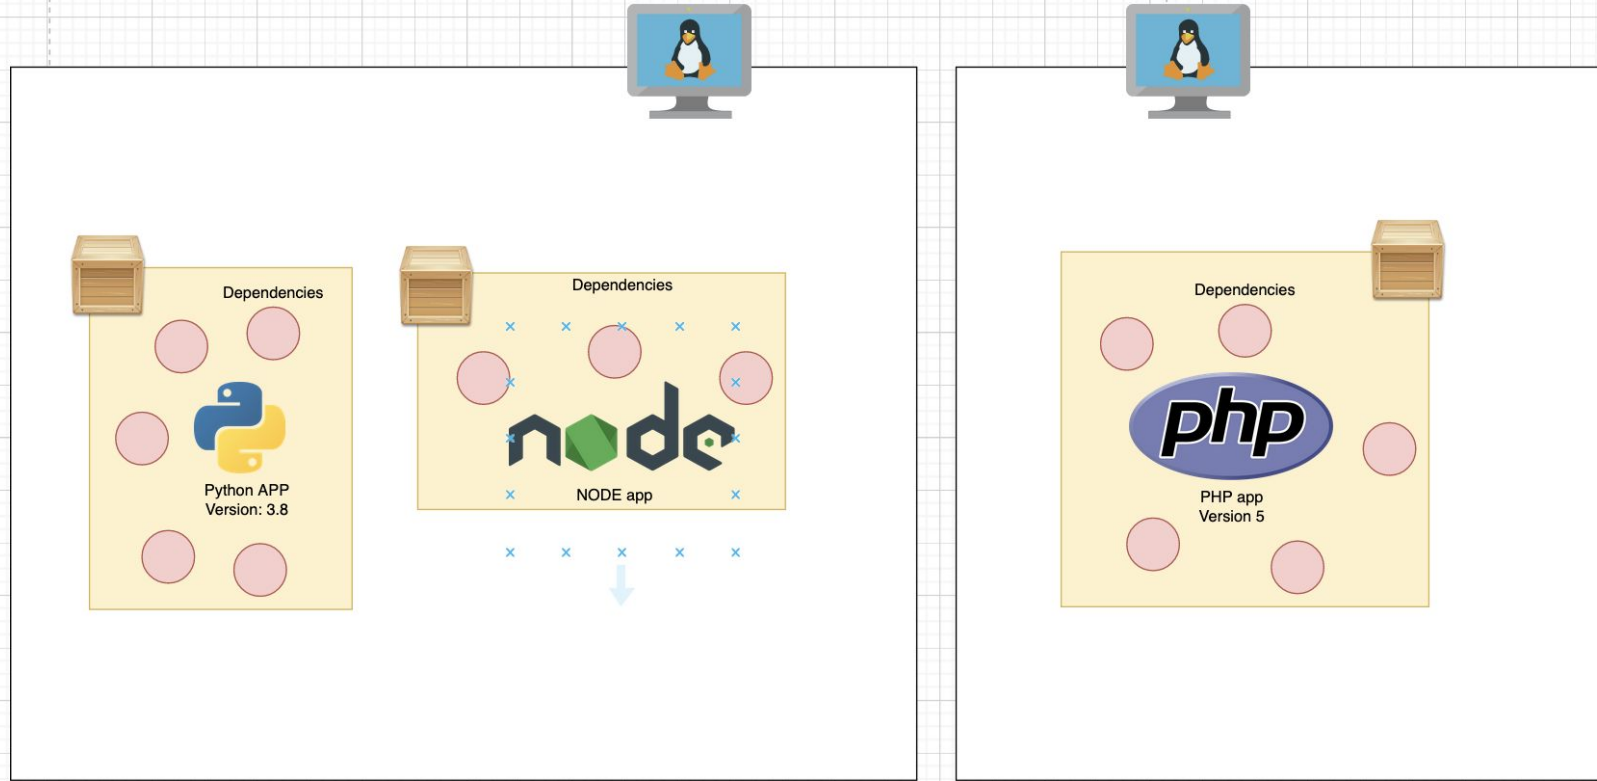 Dependencies
Python APP
Version: 3.8
Dependencies
node
NODE app
Dependencies
php
PHP app
Version 5